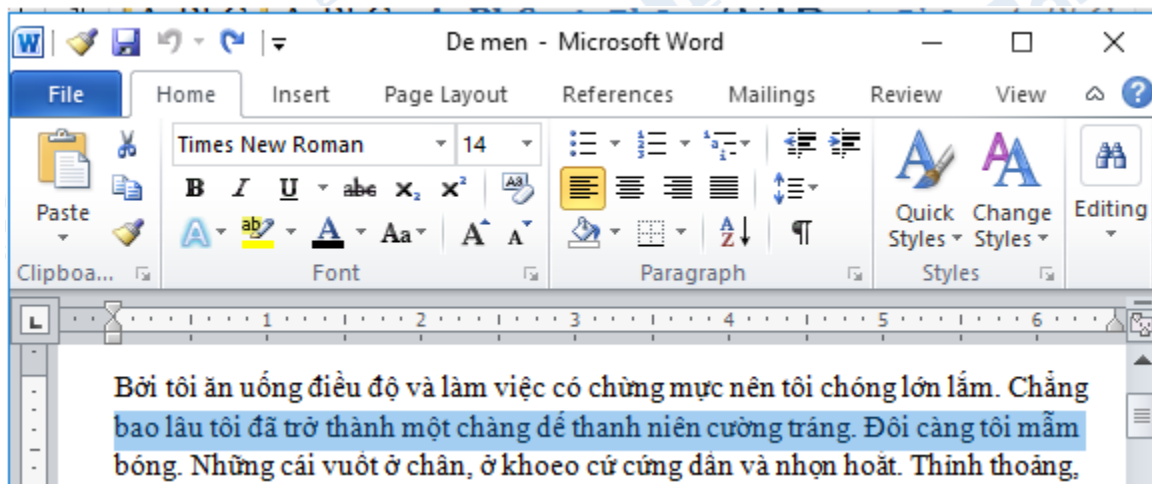 De men - Microsoft Word
File Home Insert Page Layout References Mailings Review View
Times New Roman 14
B I U abc X₂ X²
Paste
Aa A A
Quick Styles Change Styles Editing
Clipboa... Font Paragraph Styles
1 2 3 4 5 6
Bởi tôi ăn uống điều độ và làm việc có chừng mực nên tôi chóng lớn lắm. Chẳng
bao lâu tôi đã trở thành một chàng dế thanh niên cường tráng. Đôi càng tôi mẫm
bóng. Những cái vuốt ở chân, ở khoeo cứ cứng dần và nhọn hoắt. Thỉnh thoảng,